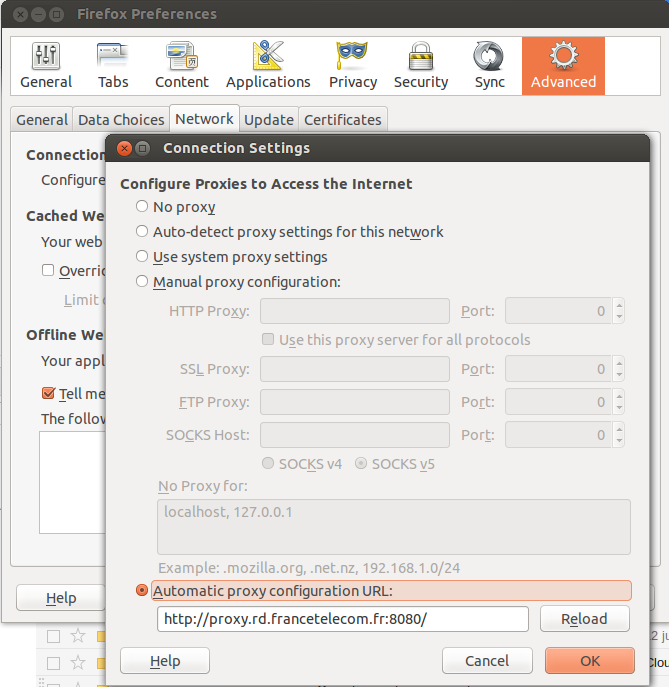 Firefox Preferences
General Tabs Content Applications Privacy Security Sync Advanced
General Data Choices Network Update Certificates
Connection
Configure
Cached We
Your web
Overri
Limit
Offline We
Your appl
Tell me
The follow
Help
Connection Settings
Configure Proxies to Access the Internet
No proxy
Auto-detect proxy settings for this network
Use system proxy settings
Manual proxy configuration:
HTTP Proxy: Port: 0
Use this proxy server for all protocols
SSL Proxy: Port: 0
FTP Proxy: Port: 0
SOCKS Host: Port: 0
SOCKS v4 SOCKS v5
No Proxy for:
localhost, 127.0.0.1
Example: .mozilla.org, .net.nz, 192.168.1.0/24
Automatic proxy configuration URL:
http://proxy.rd.francetelecom.fr:8080/ Reload
Help Cancel OK
2 ju
Clou